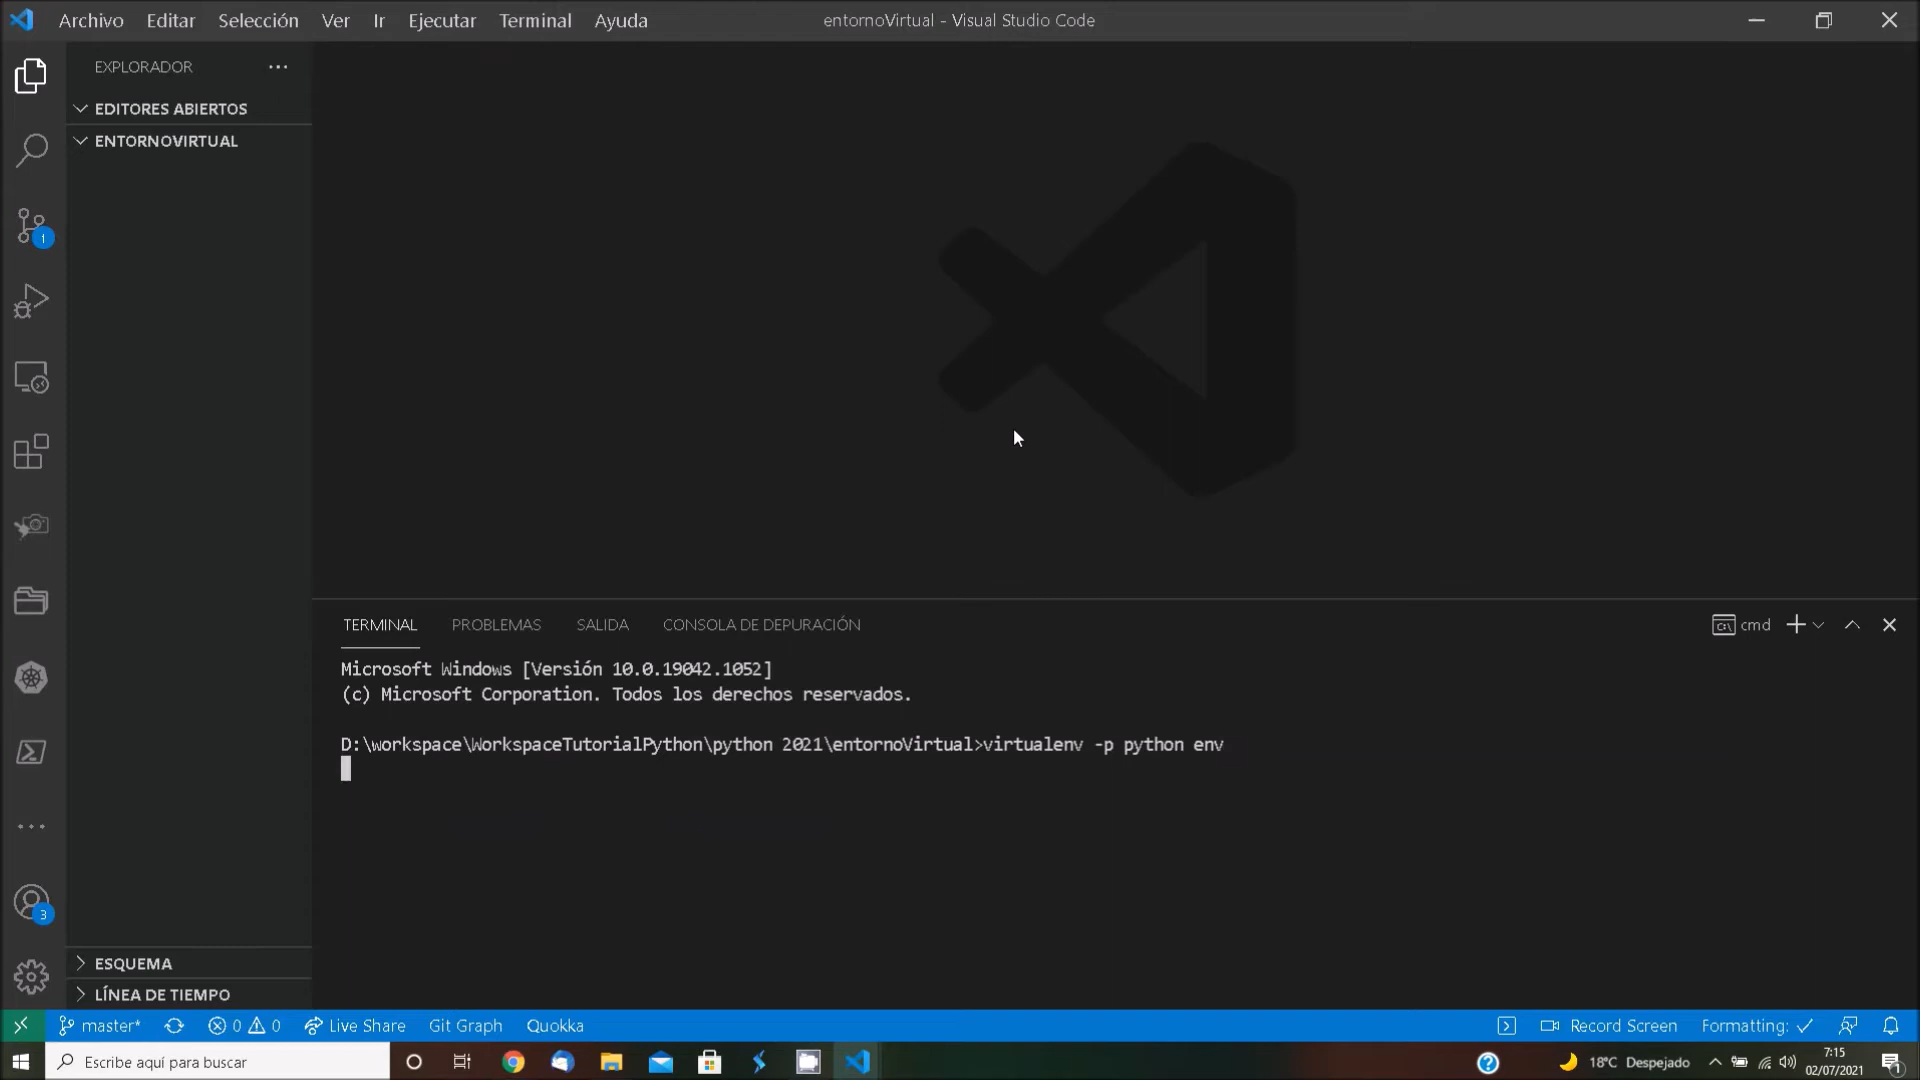 Archivo Editar Selección Ver Ir Ejecutar Terminal Ayuda
entornoVirtual - Visual Studio Code
EXPLORADOR
EDITORES ABIERTOS
ENTORNOVIRTUAL
1
3
ESQUEMA
LÍNEA DE TIEMPO
TERMINAL PROBLEMAS SALIDA CONSOLA DE DEPURACIÓN
cmd
Microsoft Windows [Versión 10.0.19042.1052]
(c) Microsoft Corporation. Todos los derechos reservados.
D:\workspace\WorkspaceTutorialPython\python 2021\entornoVirtual>virtualenv -p python env
master* 0 0 Live Share Git Graph Quokka
Record Screen Formatting:
Escribe aquí para buscar
18°C Despejado
7:15
02/07/2021
1